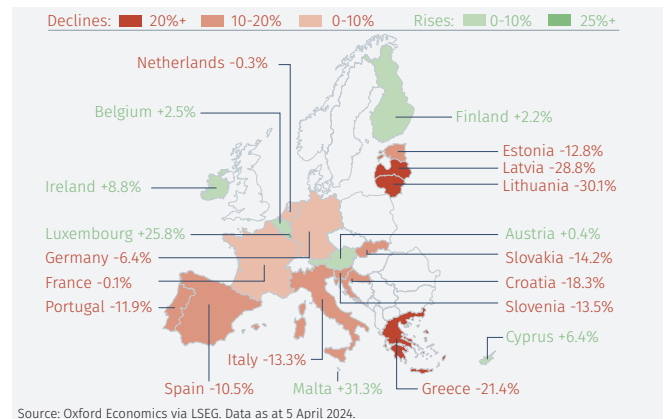 Declines: 20%+ 10-20% 0-10% Rises: 0-10% 25%+
Netherlands -0.3%
Belgium +2.5%
Finland +2.2%
Estonia -12.8%
Latvia -28.8%
Lithuania -30.1%
Ireland +8.8%
Luxembourg +25.8%
Austria +0.4%
Germany -6.4%
Slovakia -14.2%
France -0.1%
Croatia -18.3%
Portugal -11.9%
Slovenia -13.5%
Cyprus +6.4%
Italy -13.3%
Spain -10.5%
Malta +31.3%
Greece -21.4%
Source: Oxford Economics via LSEG. Data as at 5 April 2024.